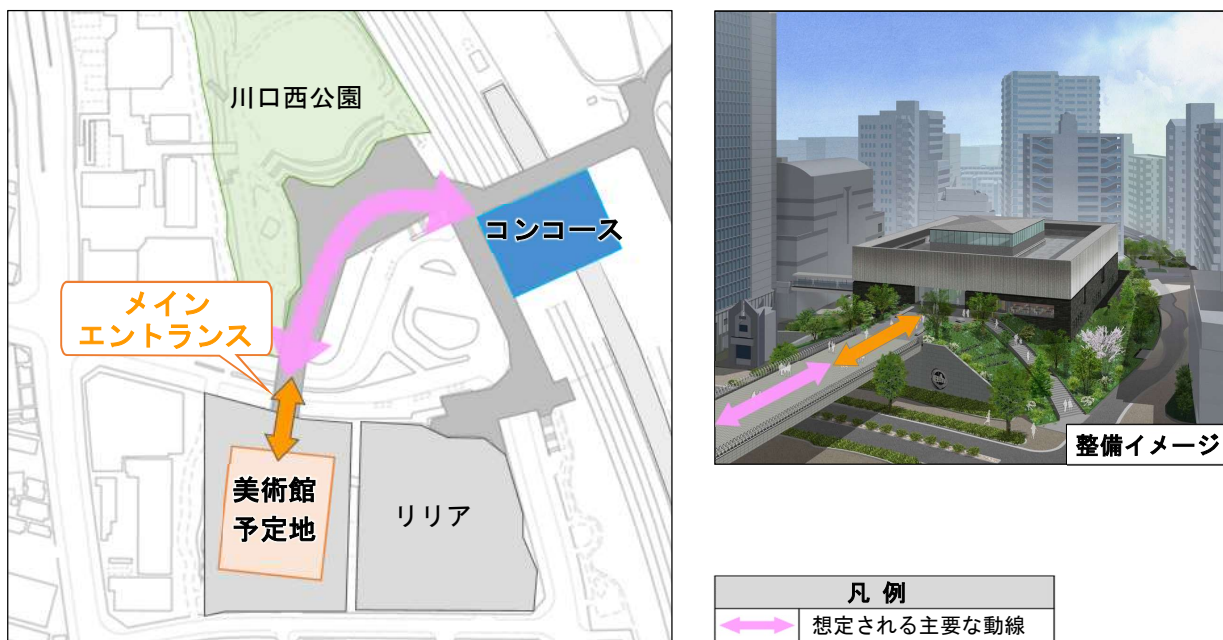 川口西公園
コンコース
メイン
エントランス
美術館
予定地
リリア
整備イメージ
凡 例
想定される主要な動線